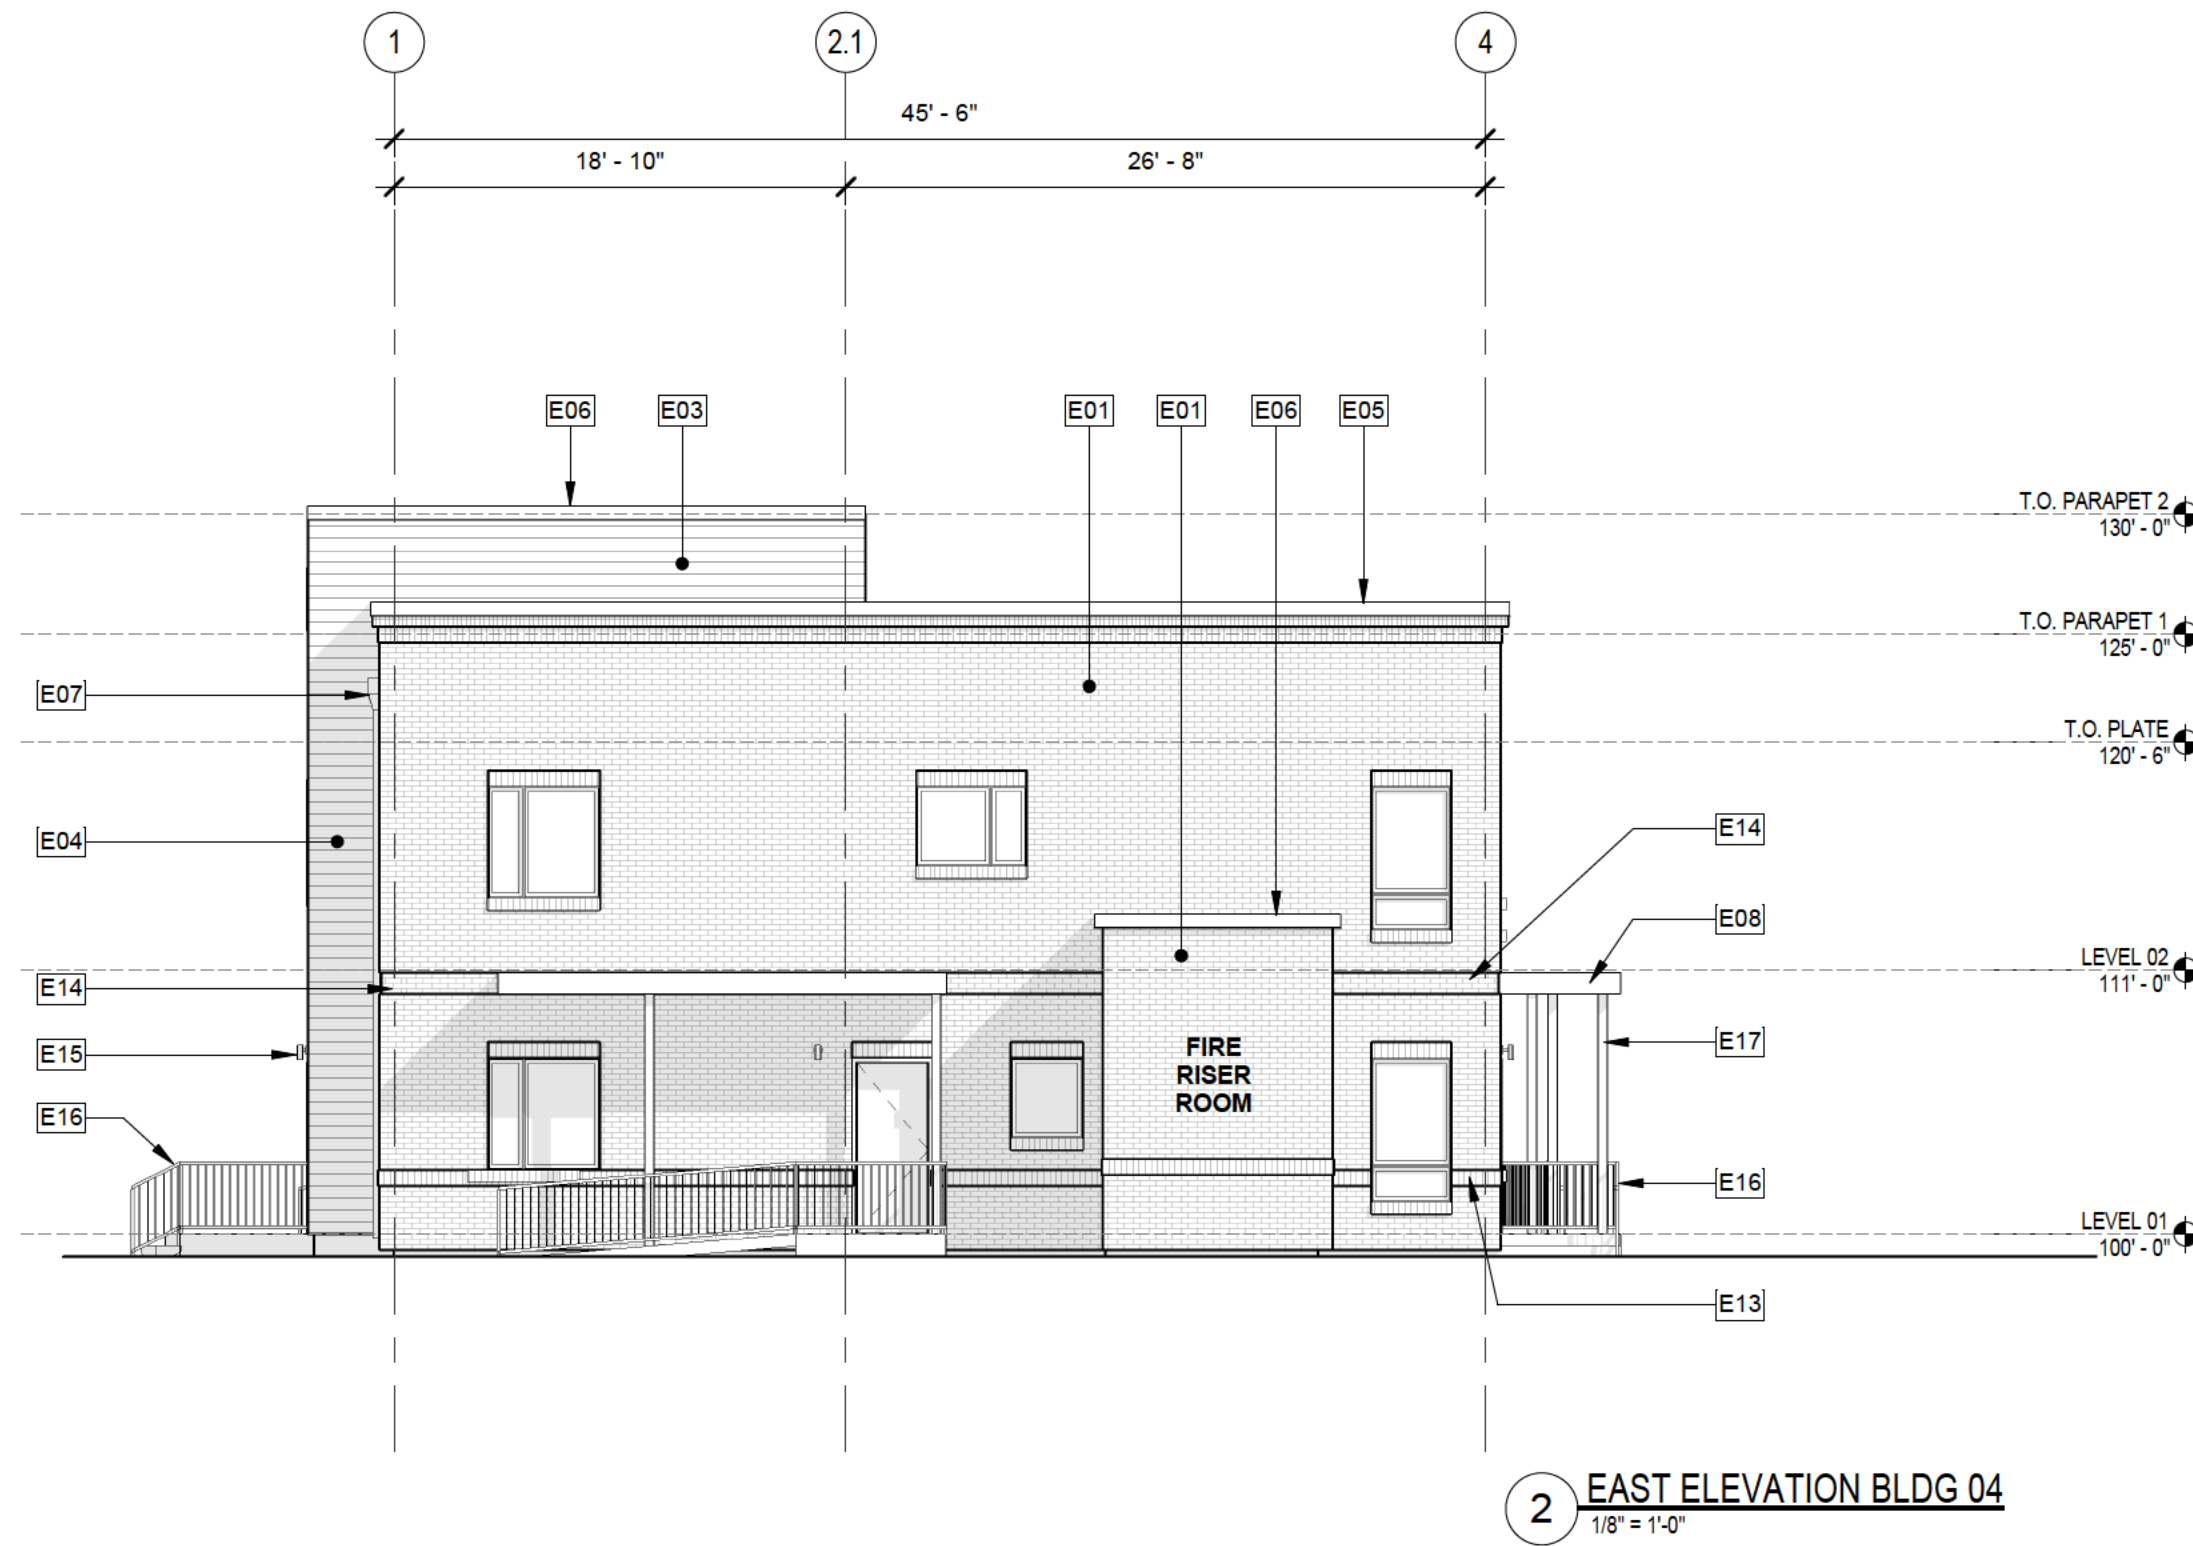 1
2.1
4
45' - 6"
18' - 10"
26' - 8"
E06
E03
E01
E01
E06
E05
T.O. PARAPET 2
130' - 0"
T.O. PARAPET 1
125' - 0"
E07
T.O. PLATE
120' - 6"
E04
E14
E08
LEVEL 02
111' - 0"
E14
E15
FIRE
RISER
ROOM
E17
E16
E16
LEVEL 01
100' - 0"
E13
2
EAST ELEVATION BLDG 04
1/8" = 1'-0"